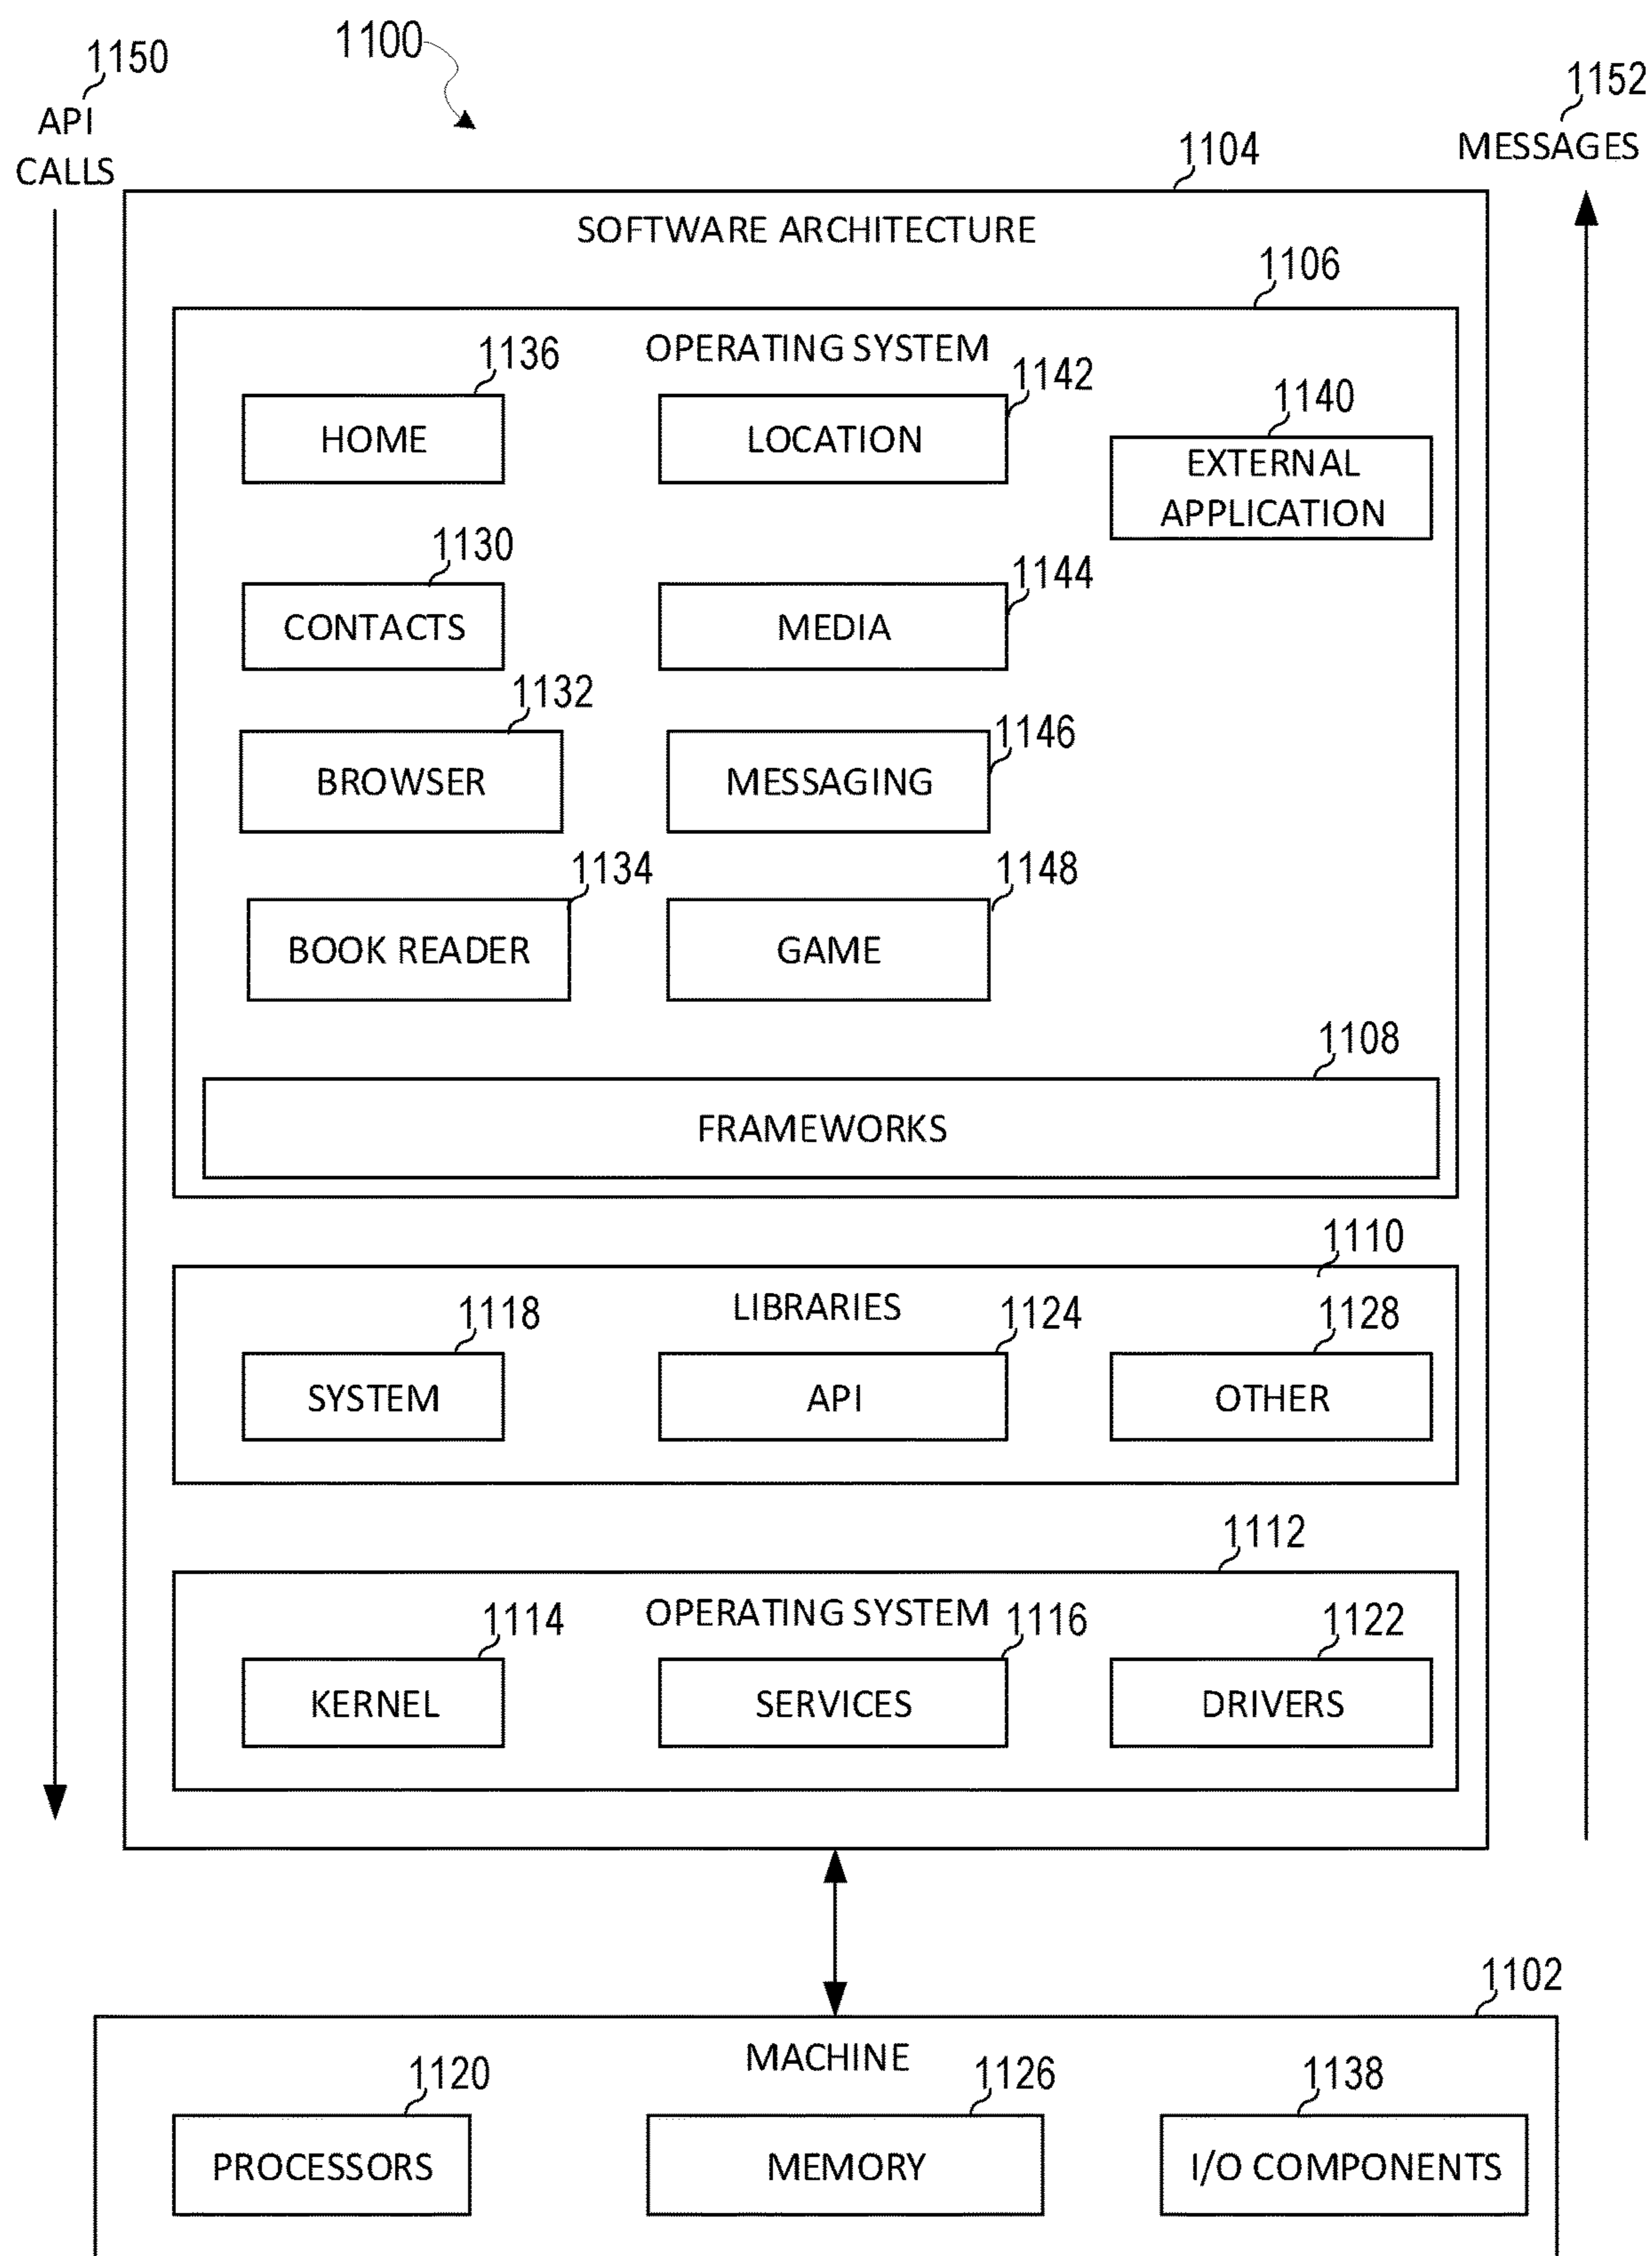 1100
1150
API
CALLS
1152
MESSAGES
1104
SOFTWARE ARCHITECTURE
1106
OPERATING SYSTEM
1136
HOME
1142
LOCATION
1140
EXTERNAL
APPLICATION
1130
CONTACTS
1144
MEDIA
1132
BROWSER
1146
MESSAGING
1134
BOOK READER
1148
GAME
1108
FRAMEWORKS
1110
LIBRARIES
1118
SYSTEM
1124
API
1128
OTHER
1112
OPERATING SYSTEM
1114
KERNEL
1116
SERVICES
1122
DRIVERS
1102
MACHINE
1120
PROCESSORS
1126
MEMORY
1138
I/O COMPONENTS